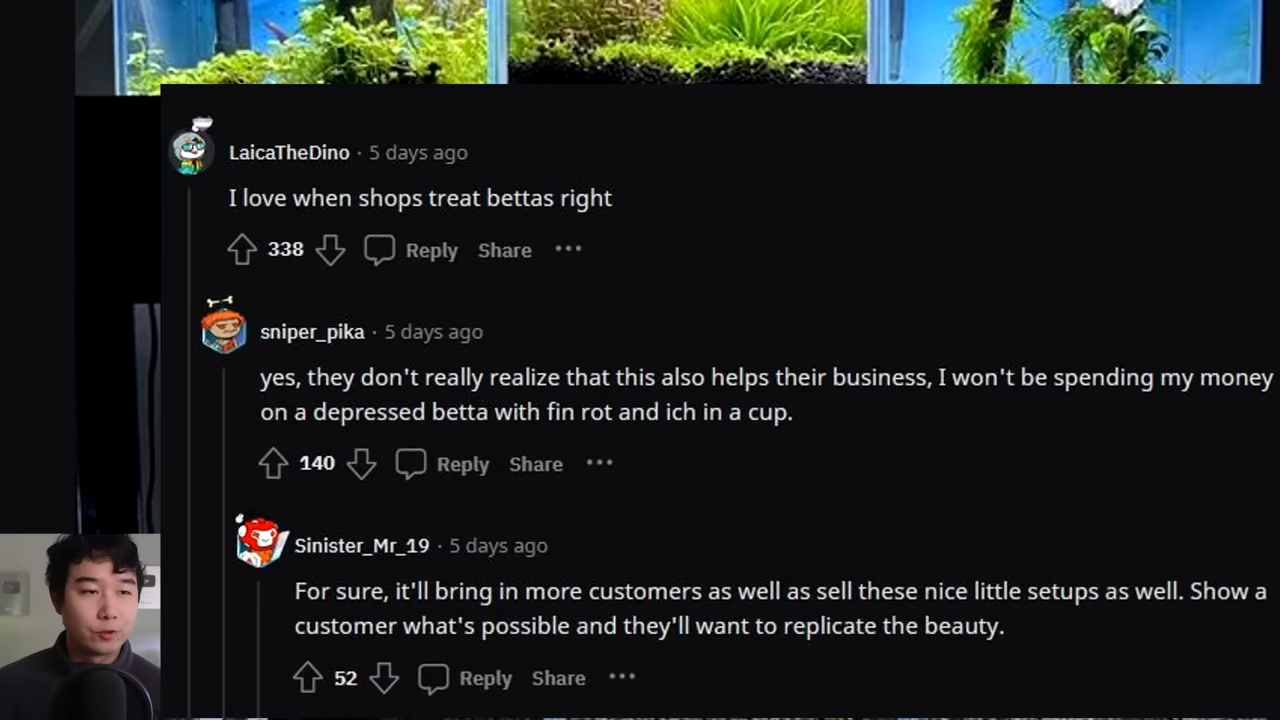 LaicaTheDino · 5 days ago
I love when shops treat bettas right
338 Reply Share ···
sniper_pika · 5 days ago
yes, they don't really realize that this also helps their business, I won't be spending my money
on a depressed betta with fin rot and ich in a cup.
140 Reply Share ···
Sinister_Mr_19 · 5 days ago
For sure, it'll bring in more customers as well as sell these nice little setups as well. Show a
customer what's possible and they'll want to replicate the beauty.
52 Reply Share ···